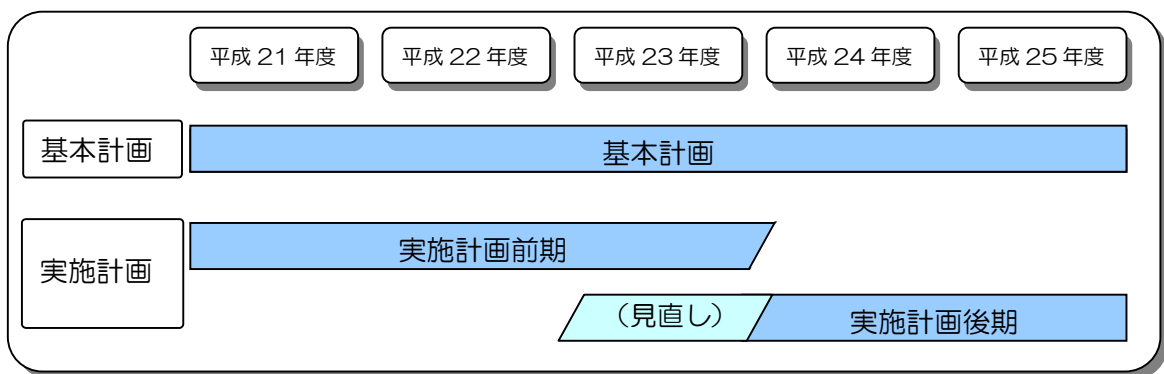 平成 21 年度 平成 22 年度 平成 23 年度 平成 24 年度 平成 25 年度
基本計画 基本計画
実施計画 実施計画前期
(見直し) 実施計画後期